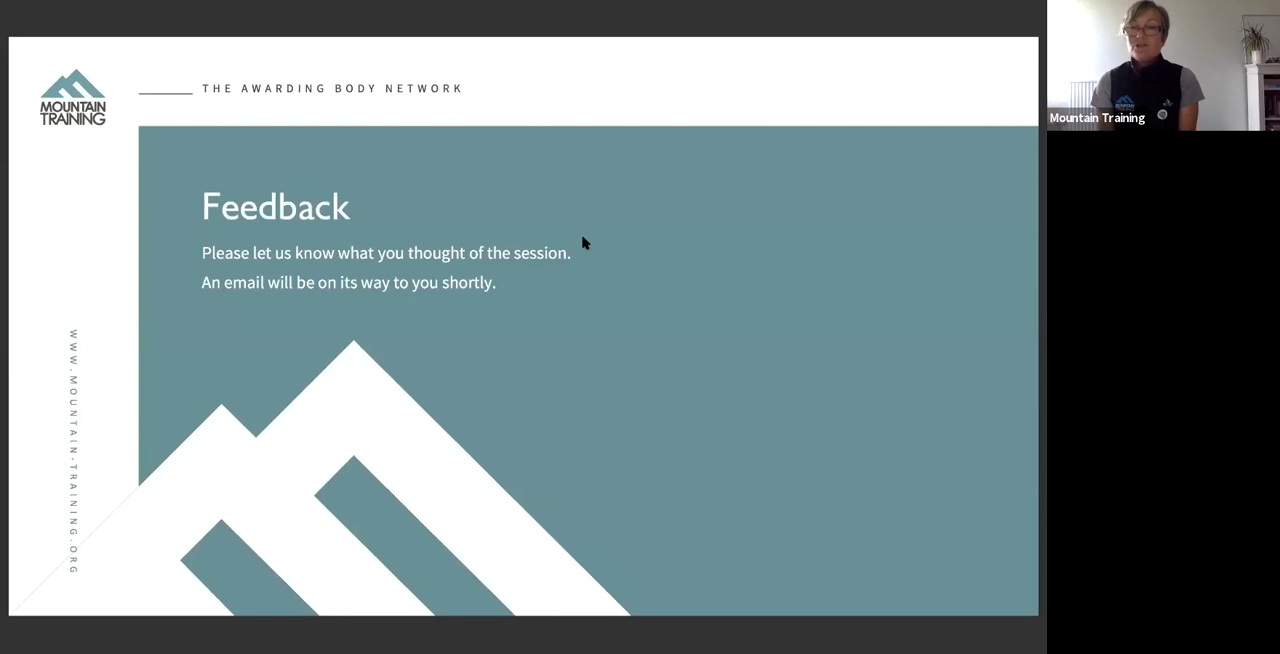 MOUNTAIN
TRAINING
THE AWARDING BODY NETWORK
Feedback
Please let us know what you thought of the session.
An email will be on its way to you shortly.
WWW.MOUNTAIN-TRAINING.ORG
Mountain Training